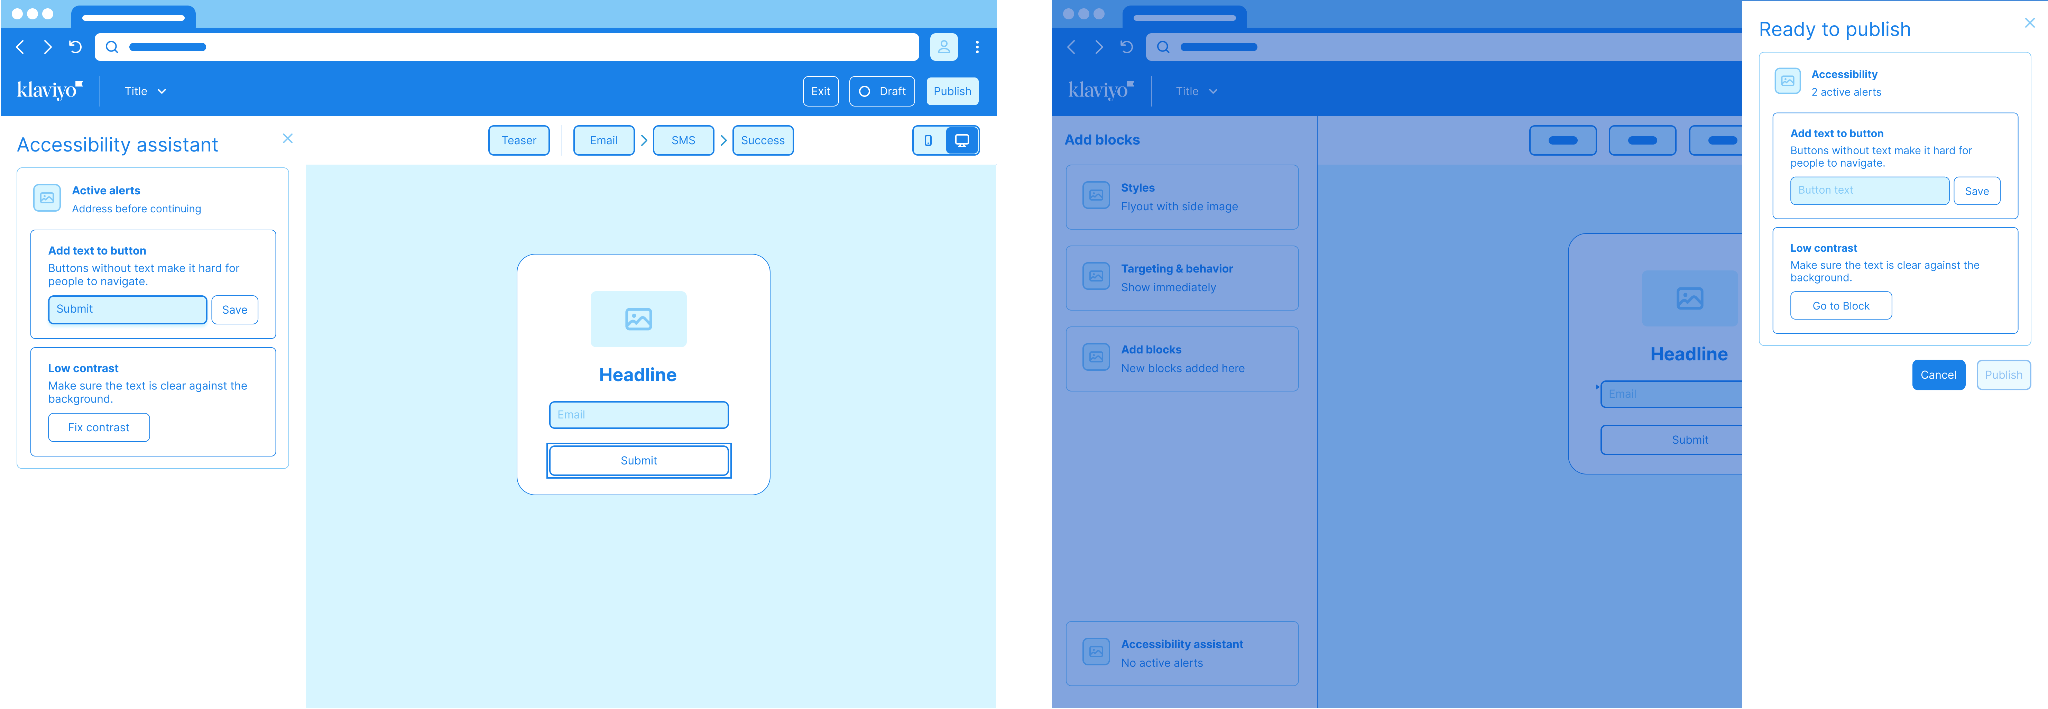 klaviyo
Title
Exit
Draft
Publish
Accessibility assistant
Active alerts
Address before continuing
Add text to button
Buttons without text make it hard for
people to navigate.
Submit
Save
Low contrast
Make sure the text is clear against the
background.
Fix contrast
Teaser
Email
SMS
Success
Headline
Email
Submit
klaviyo
Title
Add blocks
Styles
Flyout with side image
Targeting & behavior
Show immediately
Add blocks
New blocks added here
Accessibility assistant
No active alerts
Headline
Email
Submit
Ready to publish
Accessibility
2 active alerts
Add text to button
Buttons without text make it hard for
people to navigate.
Button text
Save
Low contrast
Make sure the text is clear against the
background.
Go to Block
Cancel
Publish